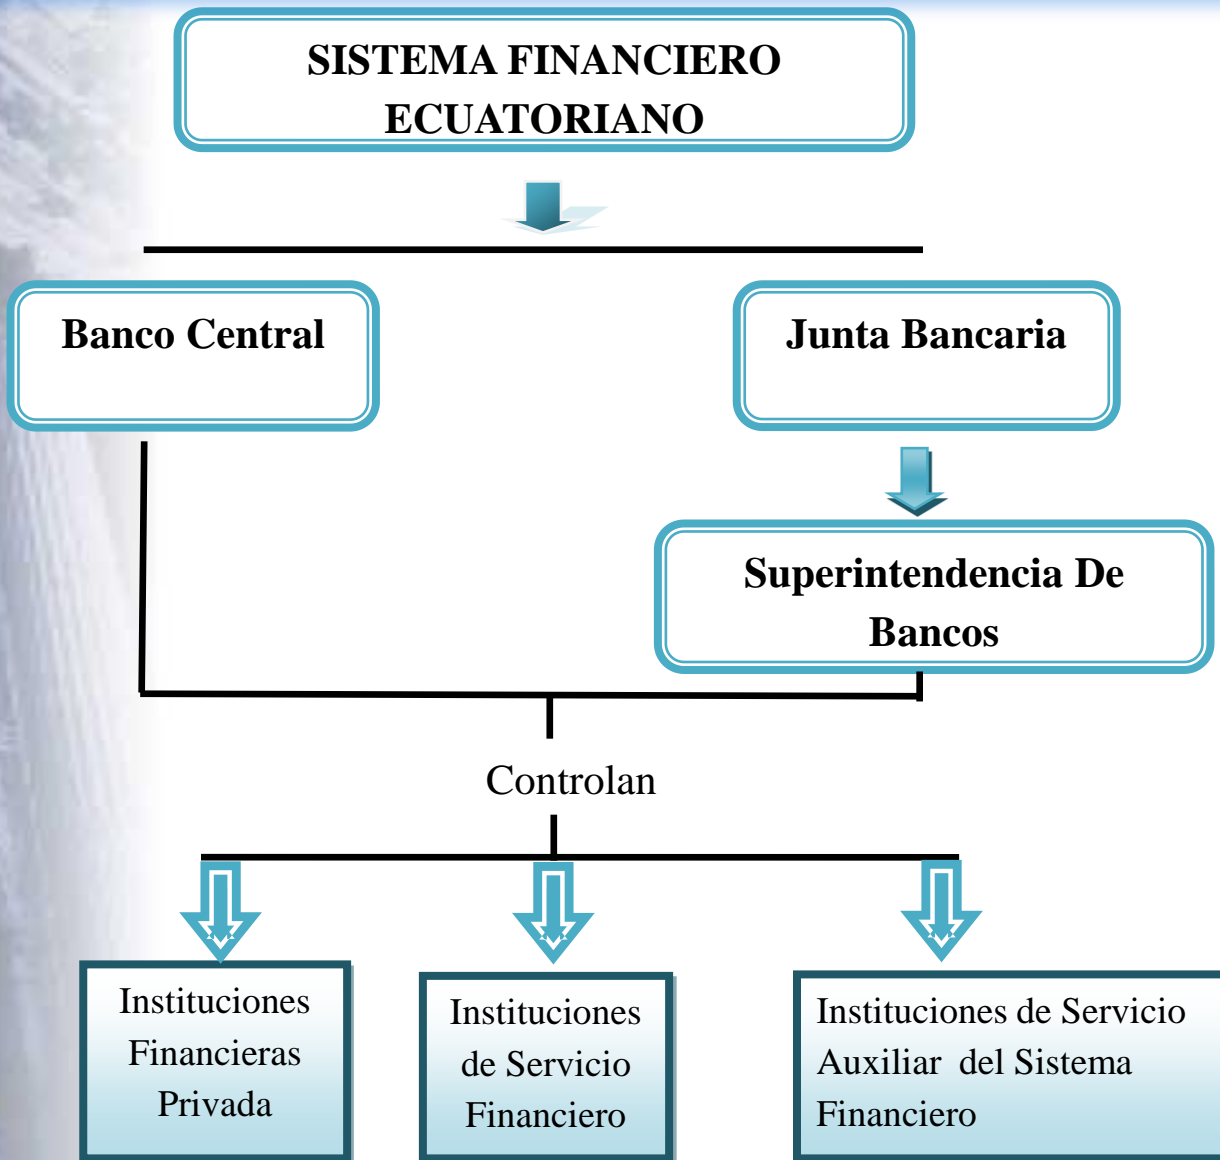 SISTEMA FINANCIERO
ECUATORIANO
Banco Central
Junta Bancaria
Superintendencia De
Bancos
Controlan
Instituciones
Financieras
Privada
Instituciones
de Servicio
Financiero
Instituciones de Servicio
Auxiliar  del Sistema
Financiero